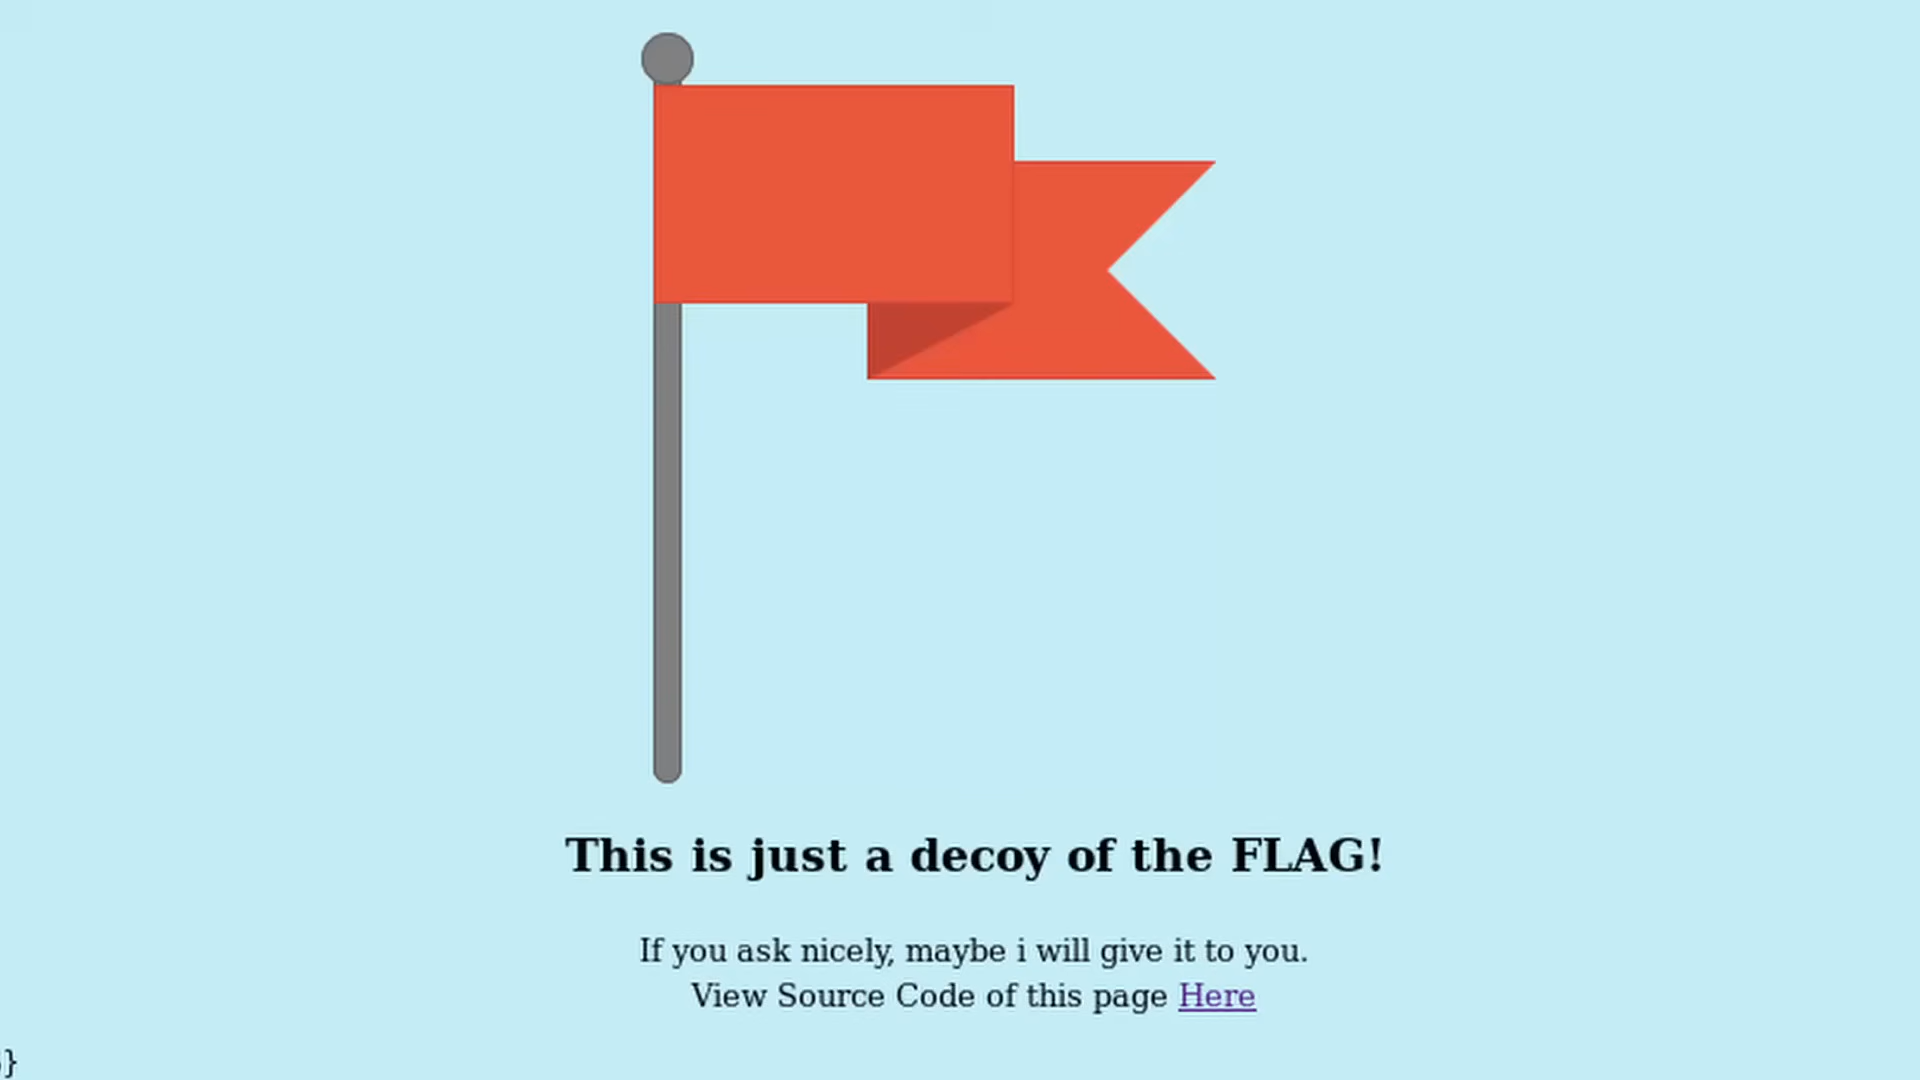 This is just a decoy of the FLAG!
If you ask nicely, maybe i will give it to you.
View Source Code of this page Here
}